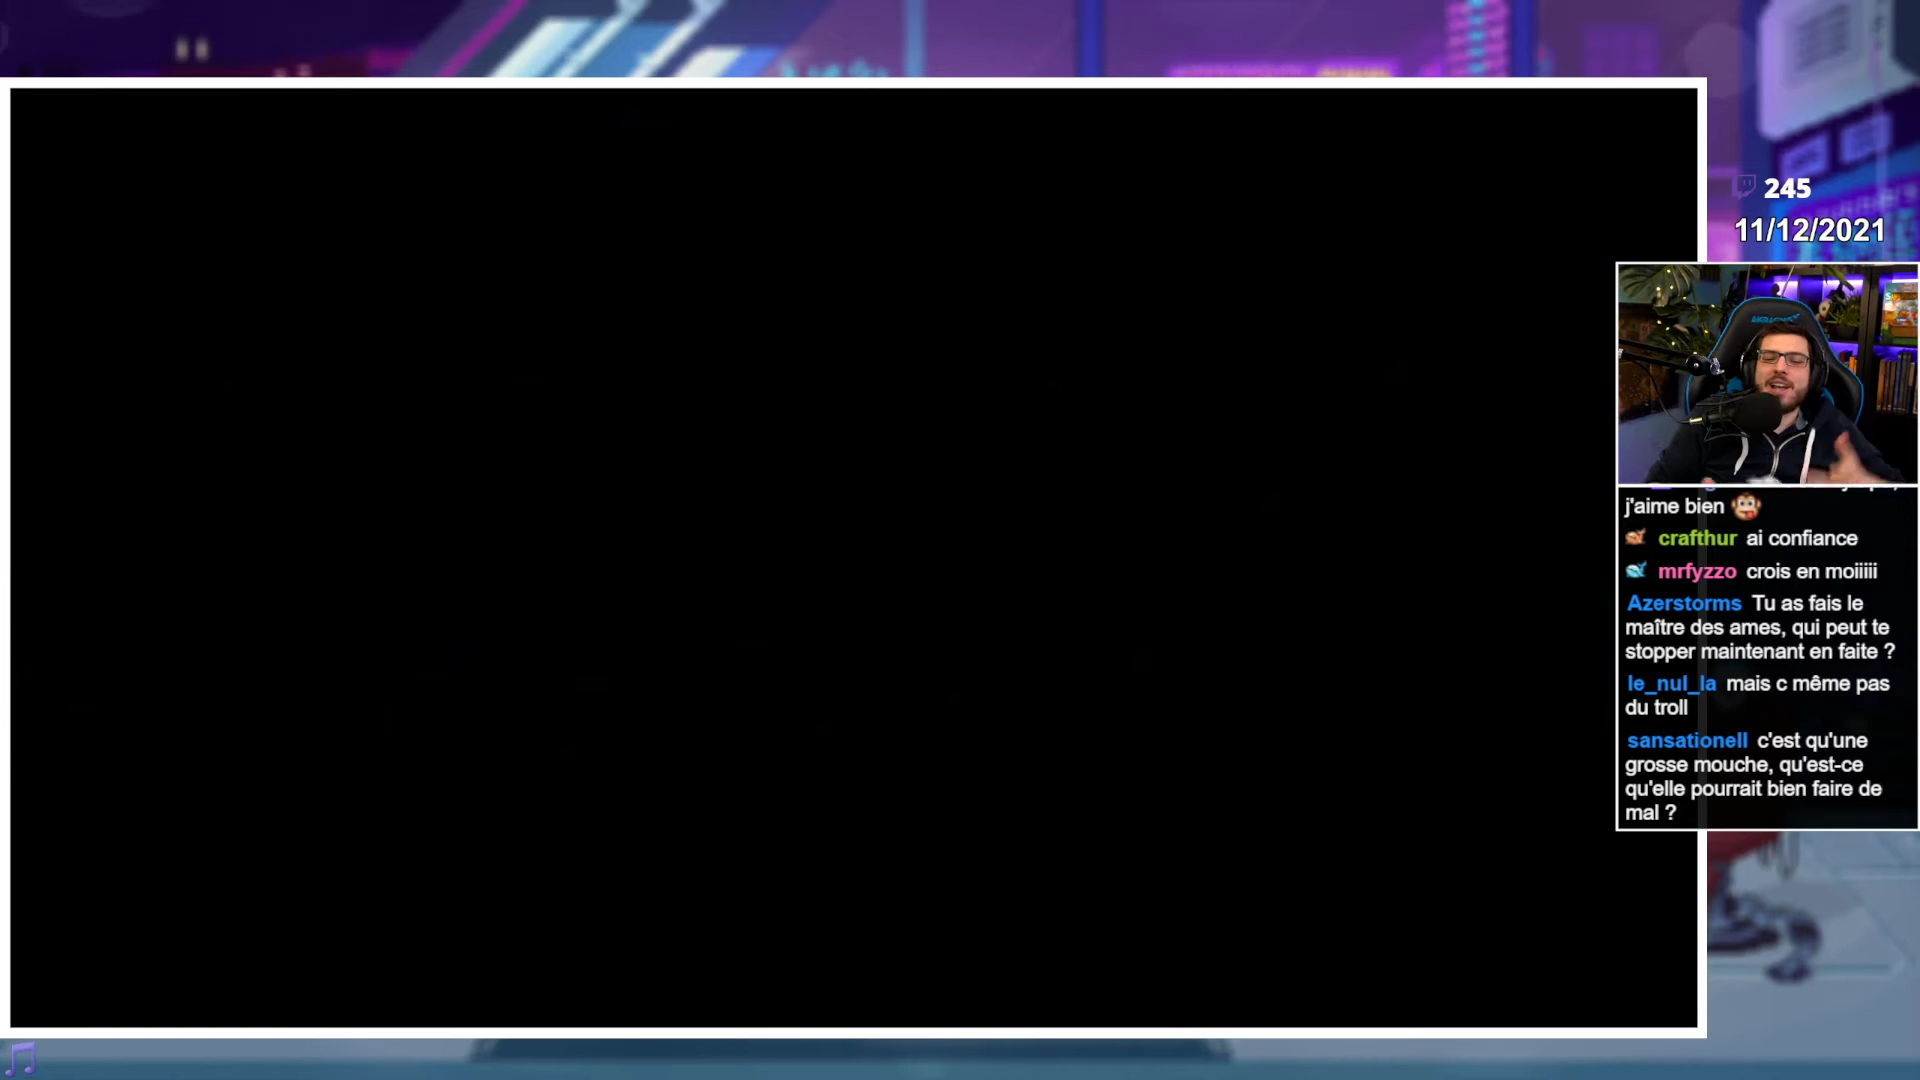 245
11/12/2021
AKRACING
j'aime bien
crafthur ai confiance
mrfyzzo crois en moiiiii
Azerstorms Tu as fais le
maître des ames, qui peut te
stopper maintenant en faite ?
le_nul_la mais c même pas
du troll
sansationell c'est qu'une
grosse mouche, qu'est-ce
qu'elle pourrait bien faire de
mal ?